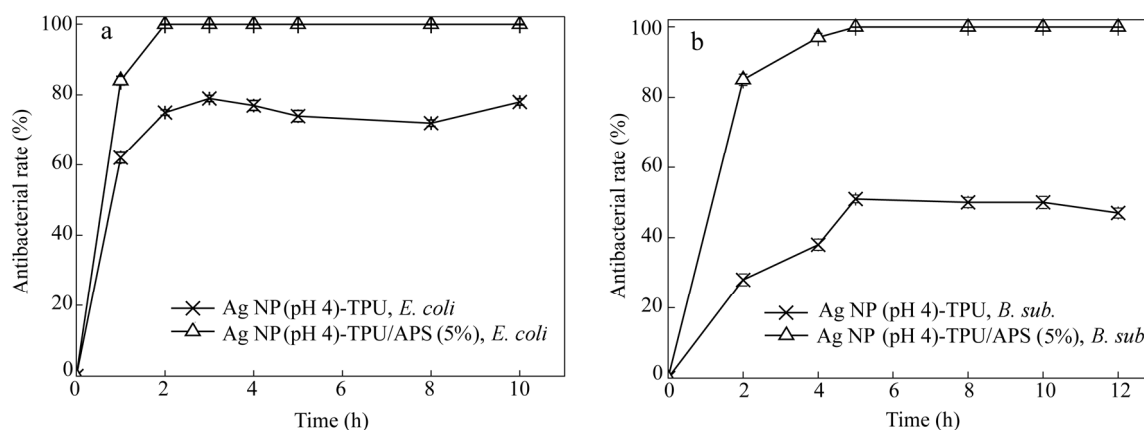 a
100
80
60
40
20
0
Antibacterial rate (%)
Ag NP (pH 4)-TPU, E. coli
Ag NP (pH 4)-TPU/APS (5%), E. coli
0 2 4 6 8 10
Time (h)
b
100
80
60
40
20
0
Antibacterial rate (%)
Ag NP (pH 4)-TPU, B. sub.
Ag NP (pH 4)-TPU/APS (5%), B. sub
0 2 4 6 8 10 12
Time (h)